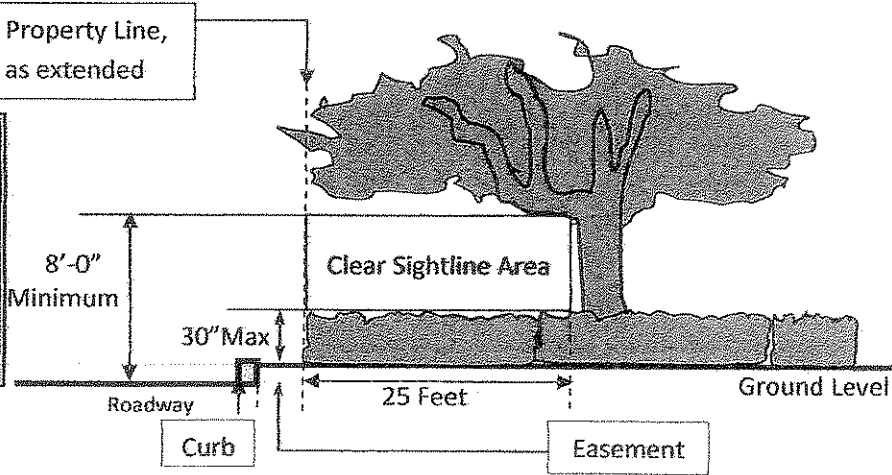 Property Line,
as extended
8'-0"
Minimum
Clear Sightline Area
30"Max
25 Feet
Ground Level
Roadway
Curb
Easement